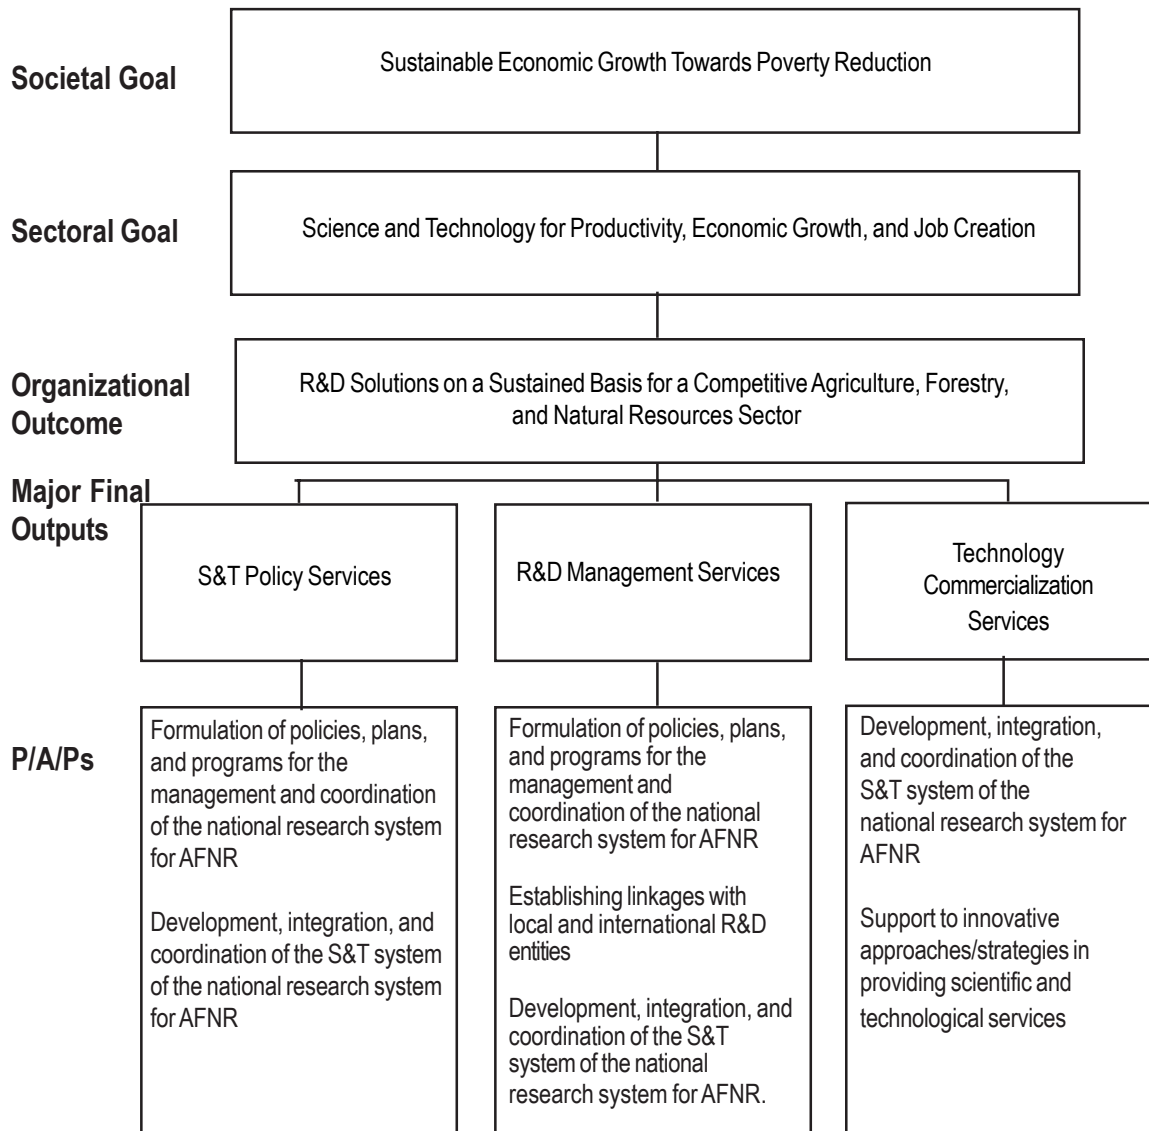 Societal Goal
Sustainable Economic Growth Towards Poverty Reduction
Sectoral Goal
Science and Technology for Productivity, Economic Growth, and Job Creation
Organizational
Outcome
R&D Solutions on a Sustained Basis for a Competitive Agriculture, Forestry,
and Natural Resources Sector
Major Final
Outputs
S&T Policy Services
R&D Management Services
Technology
Commercialization
Services
P/A/Ps
Formulation of policies, plans,
and programs for the
management and coordination
of the national research system
for AFNR
Development, integration, and
coordination of the S&T system
of the national research system
for AFNR
Formulation of policies, plans,
and programs for the
management and
coordination of the national
research system for AFNR
Establishing linkages with
local and international R&D
entities
Development, integration, and
coordination of the S&T
system of the national
research system for AFNR.
Development, integration,
and coordination of the
S&T system of the
national research system for
AFNR
Support to innovative
approaches/strategies in
providing scientific and
technological services